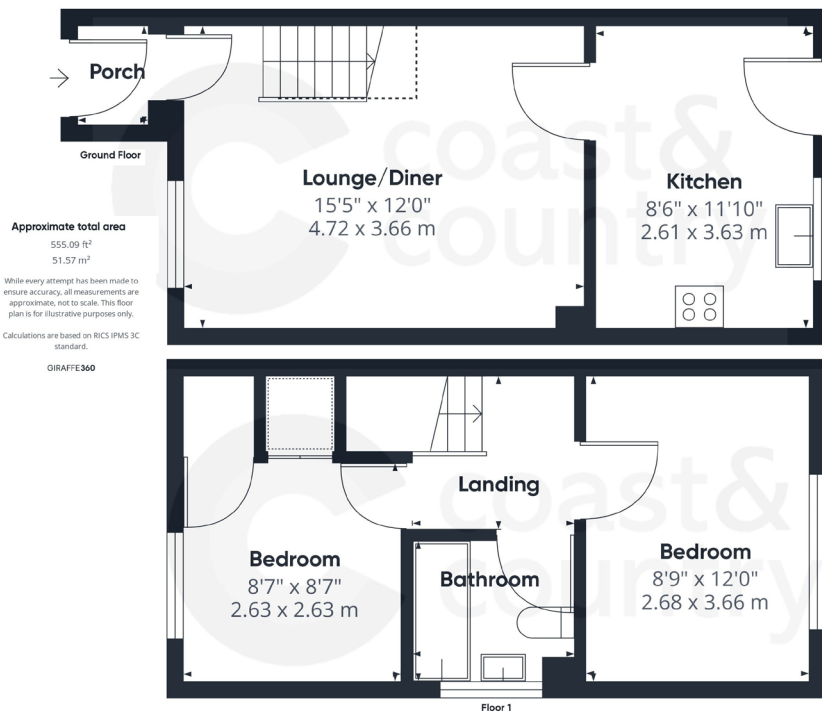 Porch
Ground Floor
Lounge/Diner
15'5" x 12'0"
4.72 x 3.66 m
Kitchen
8'6" x 11'10"
2.61 x 3.63 m
Approximate total area
555.09 ft²
51.57 m²
While every attempt has been made to
ensure accuracy, all measurements are
approximate, not to scale. This floor
plan is for illustrative purposes only.
Calculations are based on RICS IPMS 3C
standard.
GIRAFFE360
coast&
country
Landing
Bedroom
8'7" x 8'7"
2.63 x 2.63 m
Bathroom
Bedroom
8'9" x 12'0"
2.68 x 3.66 m
coast&
country
Floor 1